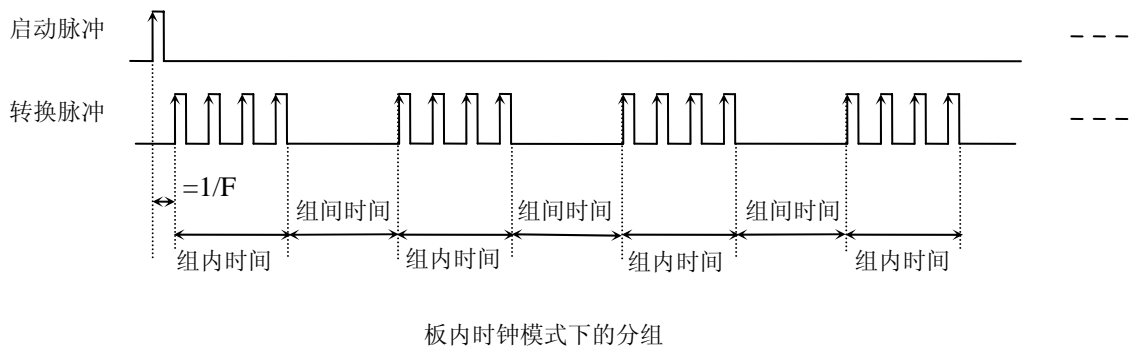 启动脉冲
转换脉冲
=1/F
组间时间 组间时间 组间时间
组内时间 组内时间 组内时间 组内时间
板内时钟模式下的分组